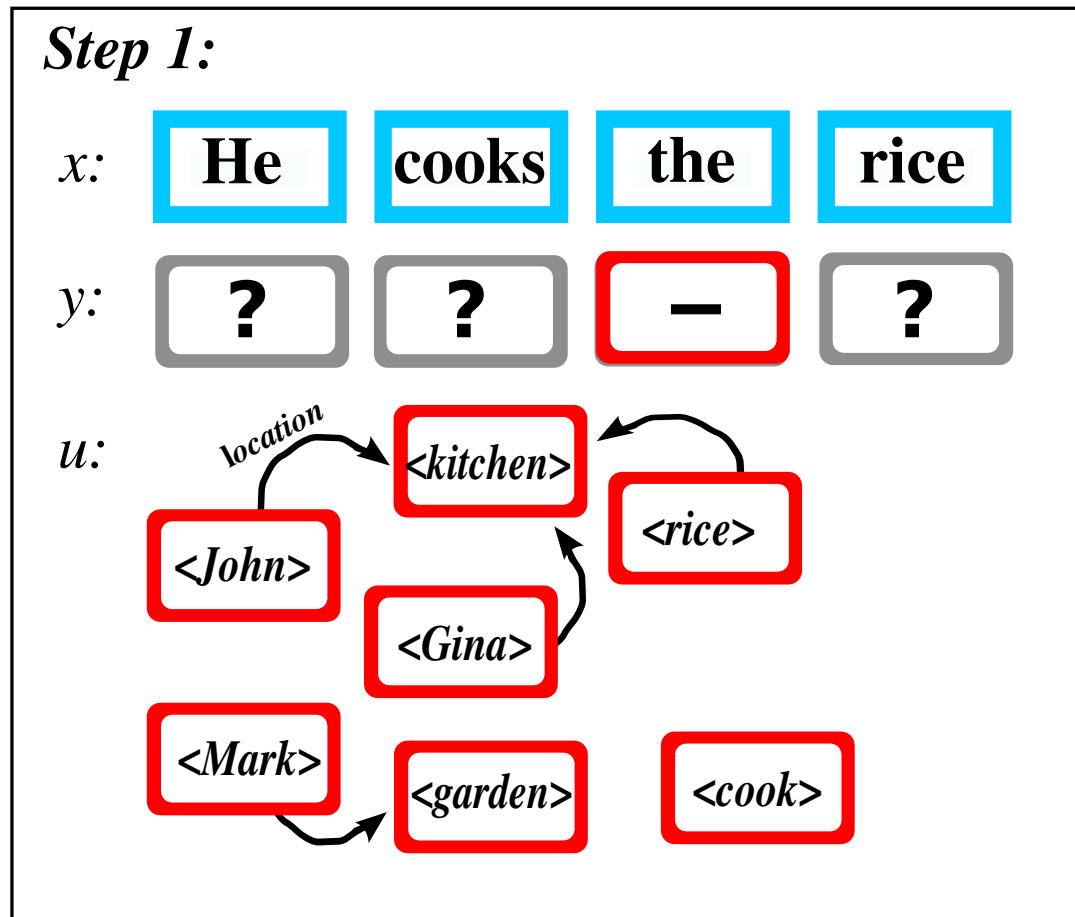 Step 1:
x: He cooks the rice
y: ? ? – ?
u: location <kitchen>
<rice>
<John>
<Gina>
<Mark>
<garden> <cook>